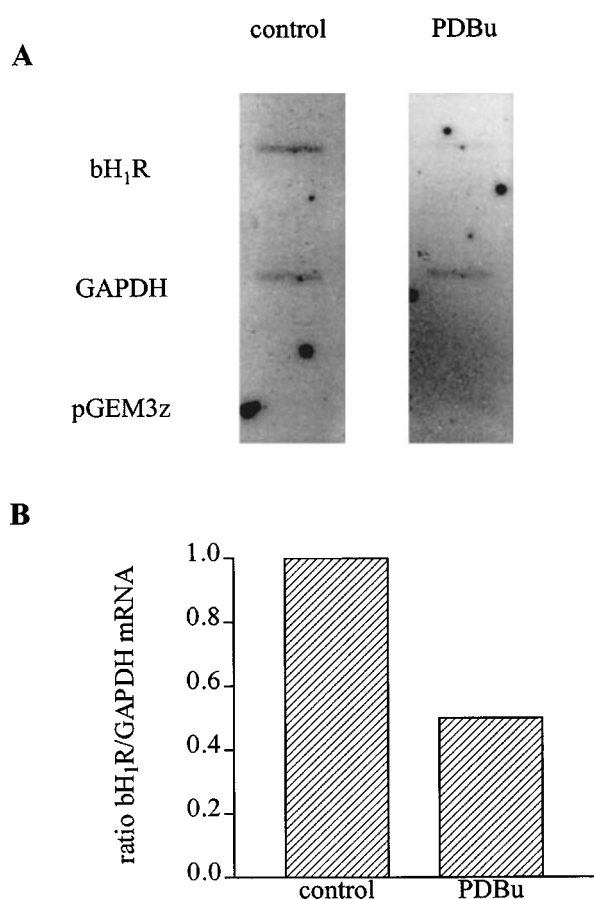 control PDBu
A
bH₁R
GAPDH
pGEM3z
B
ratio bH₁R/GAPDH mRNA
1.0
0.8
0.6
0.4
0.2
0.0
control PDBu